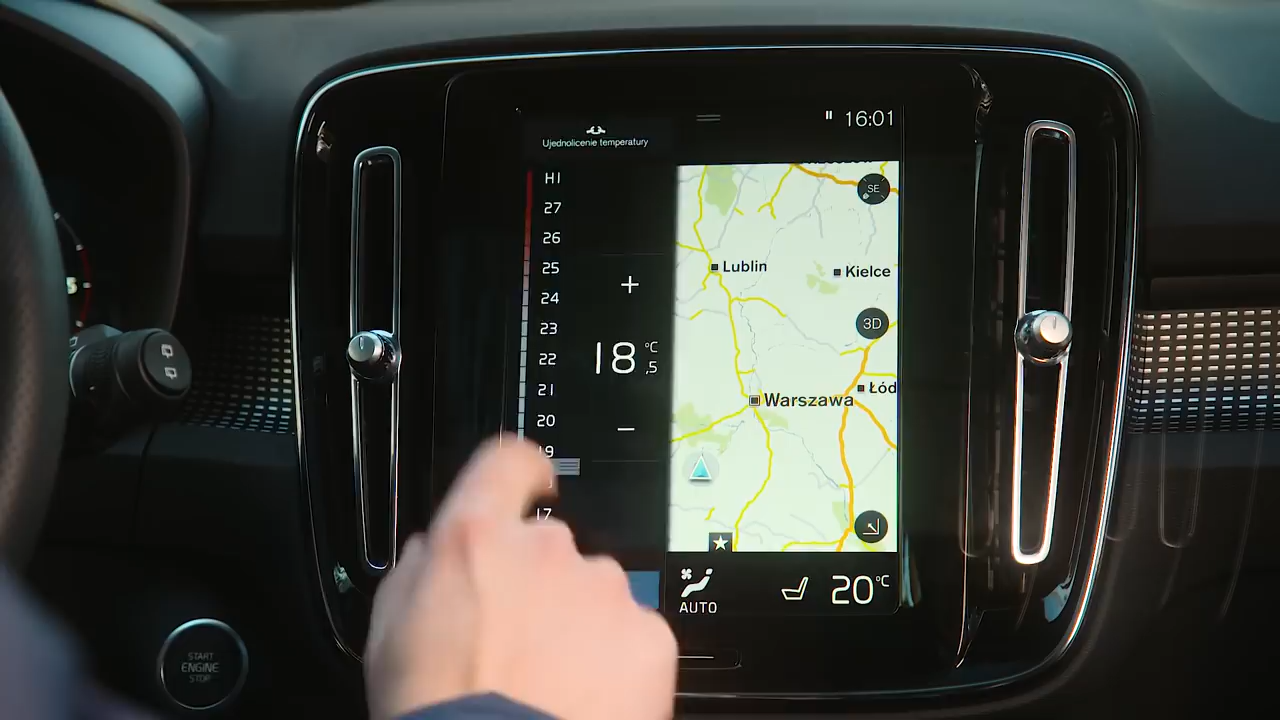 16:01
Ujednolicenie temperatury
HI
27
26
25
24
23
22
21
20
19
17
+
18 °C
,5
−
SE
Lublin
Kielce
3D
Łód
Warszawa
AUTO
20°C
START
ENGINE
STOP